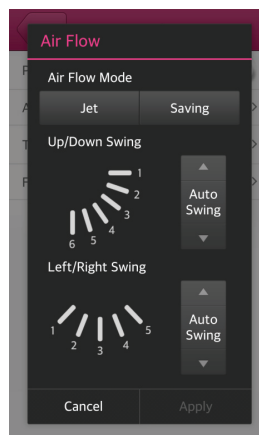 Air Flow
Air Flow Mode
Jet Saving
Up/Down Swing
1
2
3
4
5
6
Auto
Swing
Left/Right Swing
1
2
3
4
5
Auto
Swing
Cancel Apply